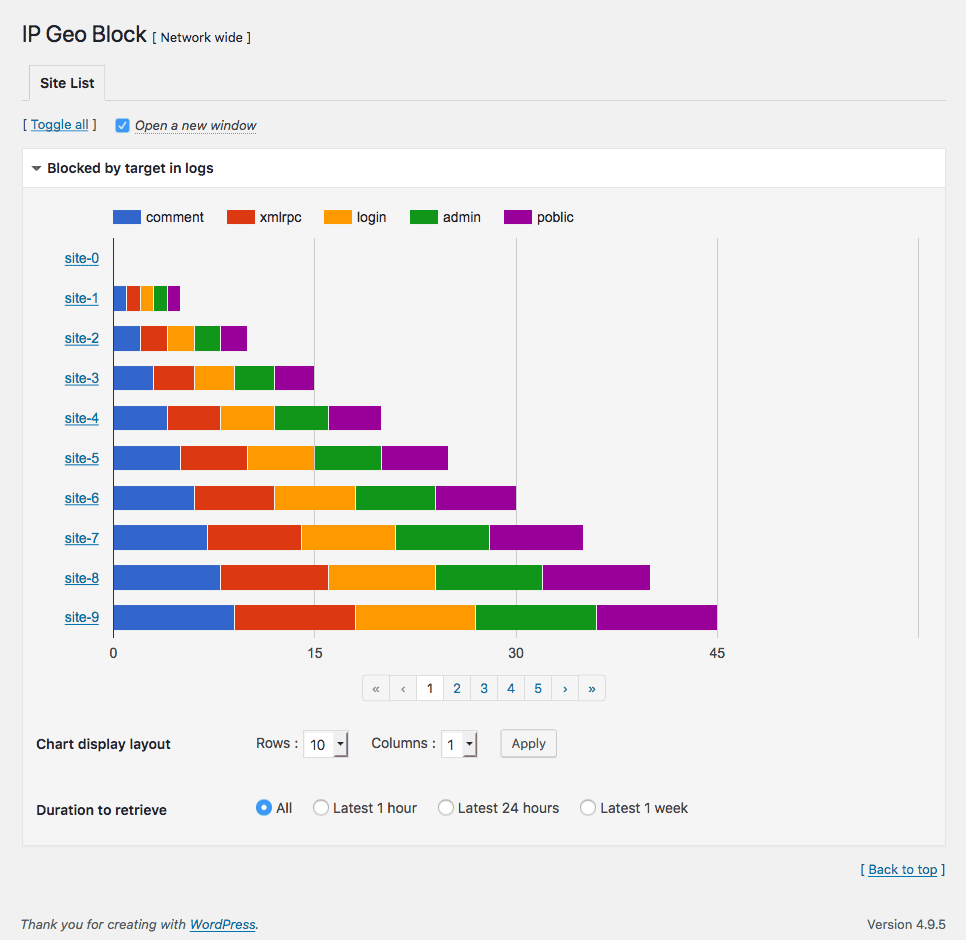 IP Geo Block [ Network wide ]
Site List
[ Toggle all ] Open a new window
Blocked by target in logs
comment xmlrpc login admin poblic
site-0
site-1
site-2
site-3
site-4
site-5
site-6
site-7
site-8
site-9
0 15 30 45
« ‹ 1 2 3 4 5 › »
Chart display layout Rows : 10 Columns : 1 Apply
Duration to retrieve All Latest 1 hour Latest 24 hours Latest 1 week
[ Back to top ]
Thank you for creating with WordPress. Version 4.9.5